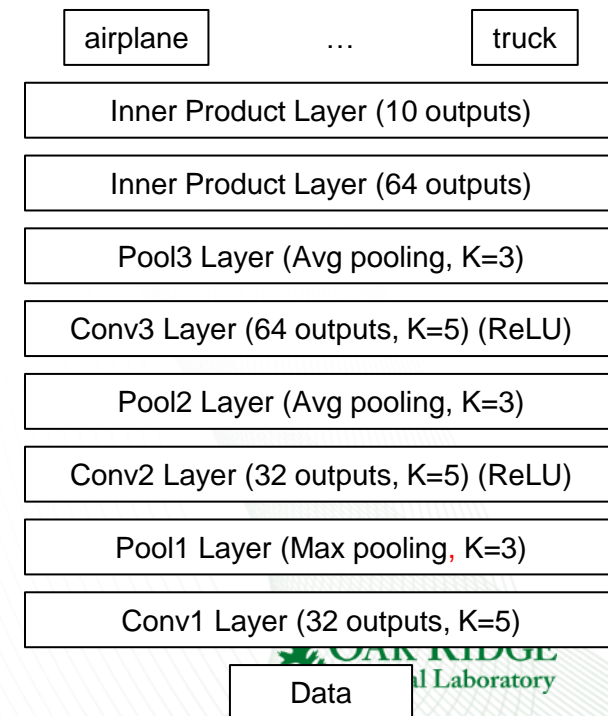 airplane … truck
Inner Product Layer (10 outputs)
Inner Product Layer (64 outputs)
Pool3 Layer (Avg pooling, K=3)
Conv3 Layer (64 outputs, K=5) (ReLU)
Pool2 Layer (Avg pooling, K=3)
Conv2 Layer (32 outputs, K=5) (ReLU)
Pool1 Layer (Max pooling, K=3)
Conv1 Layer (32 outputs, K=5)
OAK RIDGE
Data al Laboratory